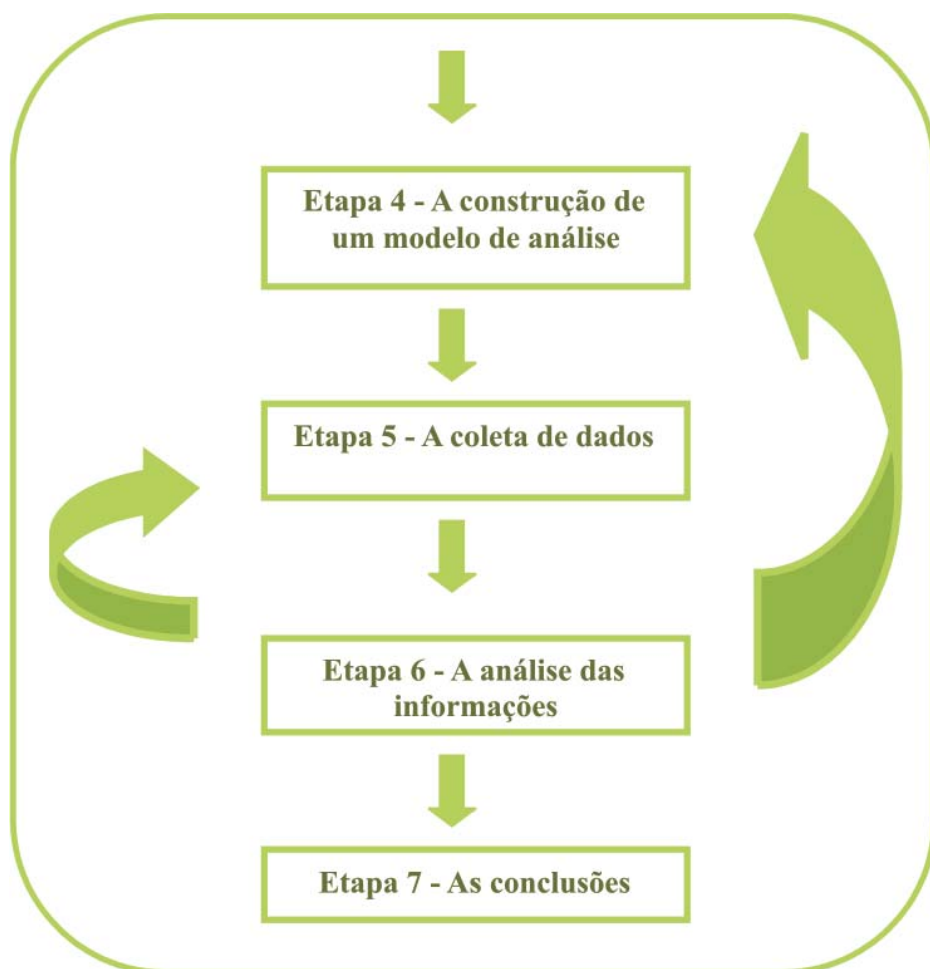 Etapa 4 - A construção de
um modelo de análise
Etapa 5 - A coleta de dados
Etapa 6 - A análise das
informações
Etapa 7 - As conclusões